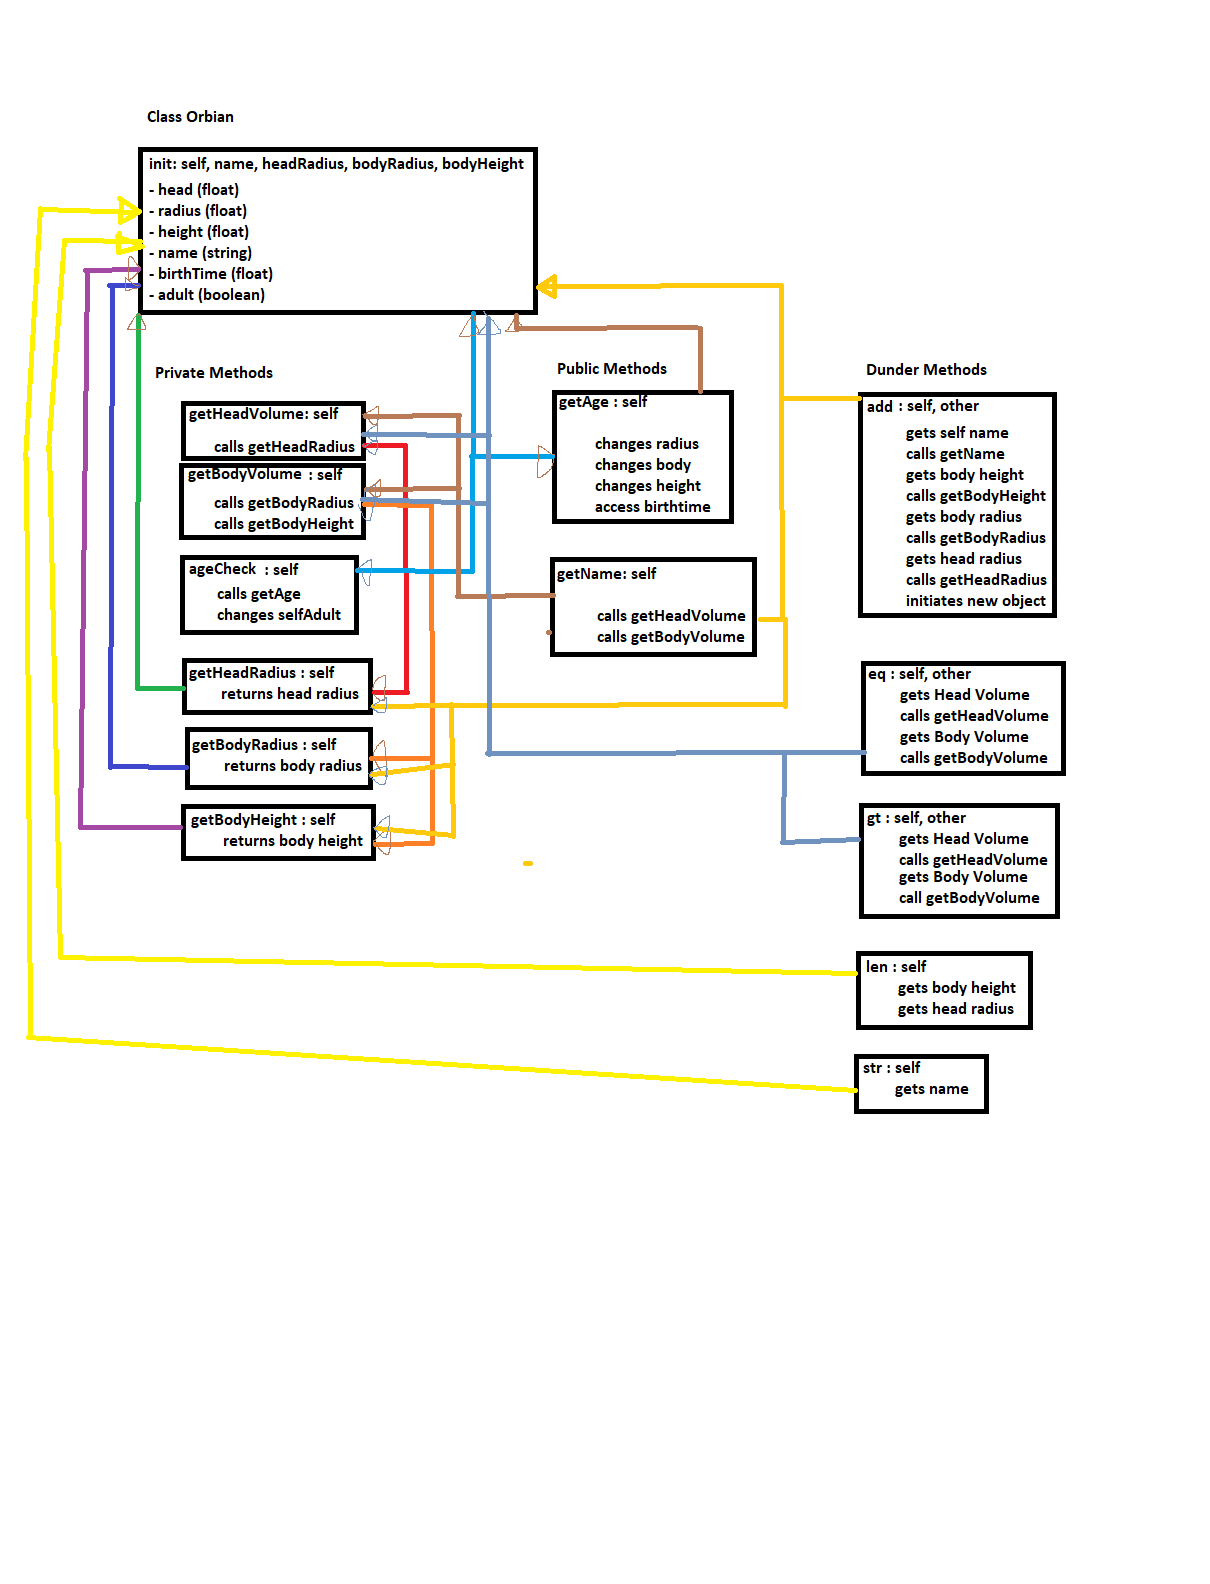 Class Orbian
init: self, name, headRadius, bodyRadius, bodyHeight
- head (float)
- radius (float)
- height (float)
- name (string)
- birthTime (float)
- adult (boolean)
Private Methods
getHeadVolume: self
calls getHeadRadius
getBodyVolume : self
calls getBodyRadius
calls getBodyHeight
ageCheck : self
calls getAge
changes selfAdult
getHeadRadius : self
returns head radius
getBodyRadius : self
returns body radius
getBodyHeight : self
returns body height
Public Methods
getAge : self
changes radius
changes body
changes height
access birthtime
getName: self
calls getHeadVolume
calls getBodyVolume
Dunder Methods
add : self, other
gets self name
calls getName
gets body height
calls getBodyHeight
gets body radius
calls getBodyRadius
gets head radius
calls getHeadRadius
initiates new object
eq : self, other
gets Head Volume
calls getHeadVolume
gets Body Volume
calls getBodyVolume
gt : self, other
gets Head Volume
calls getHeadVolume
gets Body Volume
call getBodyVolume
len : self
gets body height
gets head radius
str : self
gets name